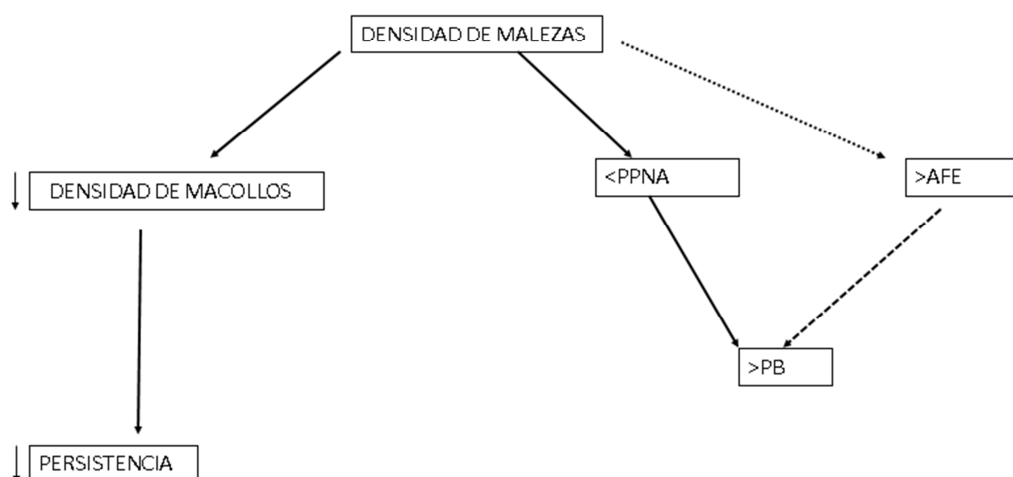 DENSIDAD DE MALEZAS
DENSIDAD DE MACOLLOS
<PPNA
>AFE
>PB
PERSISTENCIA